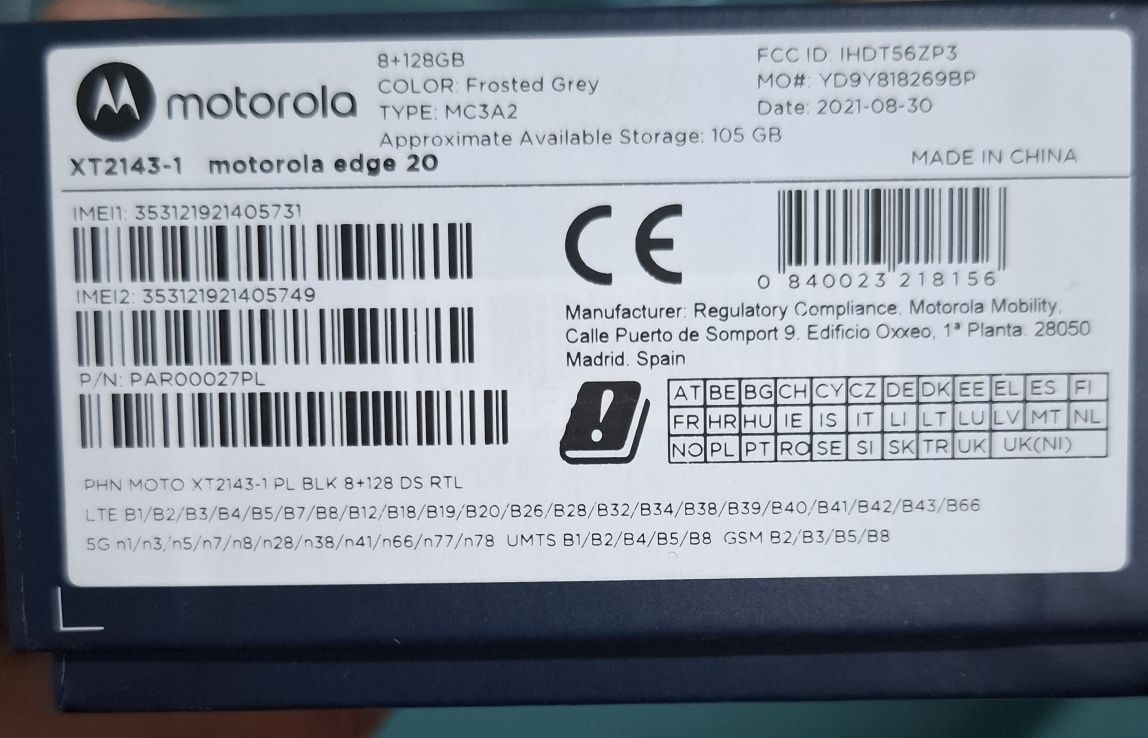 motorola
8+128GB
COLOR: Frosted Grey
TYPE: MC3A2
Approximate Available Storage: 105 GB
FCC ID: IHDT56ZP3
MO#: YD9Y818269BP
Date: 2021-08-30
XT2143-1 motorola edge 20
MADE IN CHINA
IMEI1: 353121921405731
IMEI2: 353121921405749
P/N: PAR00027PL
CE
0 840023 218156
Manufacturer: Regulatory Compliance. Motorola Mobility,
Calle Puerto de Somport 9. Edificio Oxxeo, 1ª Planta. 28050
Madrid. Spain
AT BE BG CH CY CZ DE DK EE EL ES FI
FR HR HU IE IS IT LI LT LU LV MT NL
NO PL PT RO SE SI SK TR UK UK(NI)
PHN MOTO XT2143-1 PL BLK 8+128 DS RTL
LTE B1/B2/B3/B4/B5/B7/B8/B12/B18/B19/B20/B26/B28/B32/B34/B38/B39/B40/B41/B42/B43/B66
5G n1/n3/n5/n7/n8/n28/n38/n41/n66/n77/n78 UMTS B1/B2/B4/B5/B8 GSM B2/B3/B5/B8